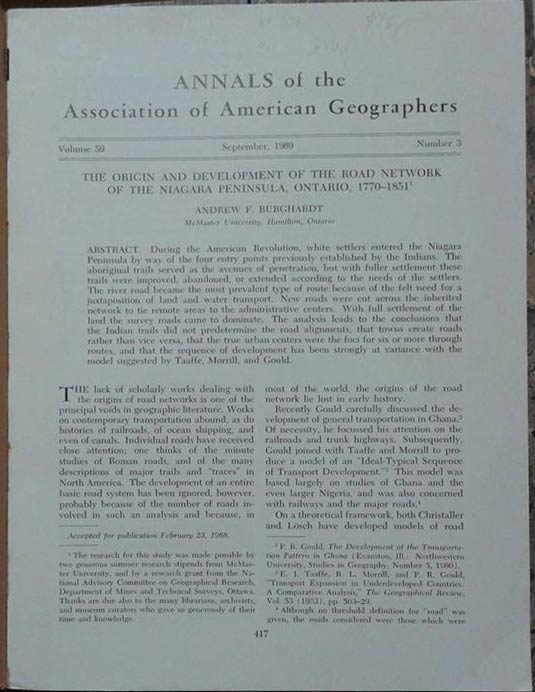 ANNALS of the
Association of American Geographers
Volume 59 September, 1969 Number 3
THE ORIGIN AND DEVELOPMENT OF THE ROAD NETWORK
OF THE NIAGARA PENINSULA, ONTARIO, 1770–1851¹
ANDREW F. BURGHARDT
McMaster University, Hamilton, Ontario
ABSTRACT. During the American Revolution, white settlers entered the Niagara
Peninsula by way of the four entry points previously established by the Indians. The
aboriginal trails served as the avenues of penetration, but with fuller settlement these
trails were improved, abandoned, or extended according to the needs of the settlers.
The river road became the most prevalent type of route because of the felt need for a
juxtaposition of land and water transport. New roads were cut across the inherited
network to tie remote areas to the administrative centers. With full settlement of the
land the survey roads came to dominate. The analysis leads to the conclusions that
the Indian trails did not predetermine the road alignments, that towns create roads
rather than vice versa, that the true urban centers were the foci for six or more through
routes, and that the sequence of development has been strongly at variance with the
model suggested by Taaffe, Morrill, and Gould.
THE lack of scholarly works dealing with
the origins of road networks is one of the
principal voids in geographic literature. Works
on contemporary transportation abound, as do
histories of railroads, of ocean shipping, and
even of canals. Individual roads have received
close attention; one thinks of the minute
studies of Roman roads, and of the many
descriptions of major trails and "traces" in
North America. The development of an entire
basic road system has been ignored, however,
probably because of the number of roads in-
volved in such an analysis and because, in
Accepted for publication February 23, 1968.
¹ The research for this study was made possible by
two generous summer research stipends from McMas-
ter University, and by a research grant from the Na-
tional Advisory Committee on Geographical Research,
Department of Mines and Technical Surveys, Ottawa.
Thanks are due also to the many librarians, archivists,
and museum curators who gave so generously of their
time and knowledge.
most of the world, the origins of the road
network lie lost in early history.
Recently Gould carefully discussed the de-
velopment of general transportation in Ghana.²
Of necessity, he focussed his attention on the
railroads and trunk highways. Subsequently,
Gould joined with Taaffe and Morrill to pro-
duce a model of an "Ideal-Typical Sequence
of Transport Development."³ This model was
based largely on studies of Ghana and the
even larger Nigeria, and was also concerned
with railways and the major roads.⁴
On a theoretical framework, both Christaller
and Lösch have developed models of road
² P. R. Gould, The Development of the Transporta-
tion Pattern in Ghana (Evanston, Ill.: Northwestern
University, Studies in Geography, Number 5, 1960).
³ E. J. Taaffe, R. L. Morrill, and P. R. Gould,
"Transport Expansion in Underdeveloped Countries:
A Comparative Analysis," The Geographical Review,
Vol. 53 (1963), pp. 503–29.
⁴ Although no threshold definition for "road" was
given, the roads considered were those which were
417